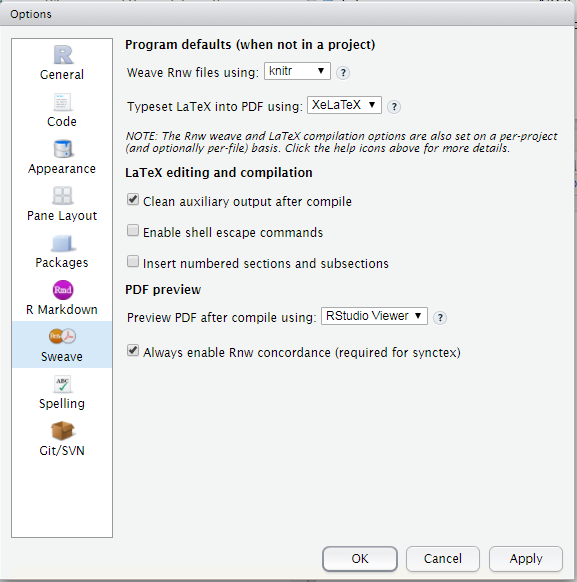 Options
General
Code
Appearance
Pane Layout
Packages
Rmd
R Markdown
Sweave
ABC
Spelling
Git/SVN
Program defaults (when not in a project)
Weave Rnw files using: knitr ?
Typeset LaTeX into PDF using: XeLaTeX ?
NOTE: The Rnw weave and LaTeX compilation options are also set on a per-project
(and optionally per-file) basis. Click the help icons above for more details.
LaTeX editing and compilation
Clean auxiliary output after compile
Enable shell escape commands
Insert numbered sections and subsections
PDF preview
Preview PDF after compile using: RStudio Viewer ?
Always enable Rnw concordance (required for synctex)
OK Cancel Apply